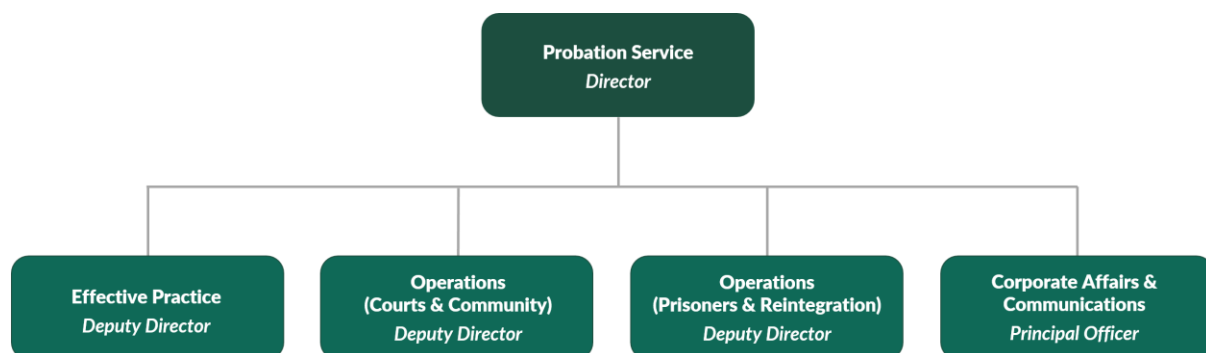 Probation Service
Director
Effective Practice
Deputy Director
Operations
(Courts & Community)
Deputy Director
Operations
(Prisoners & Reintegration)
Deputy Director
Corporate Affairs &
Communications
Principal Officer